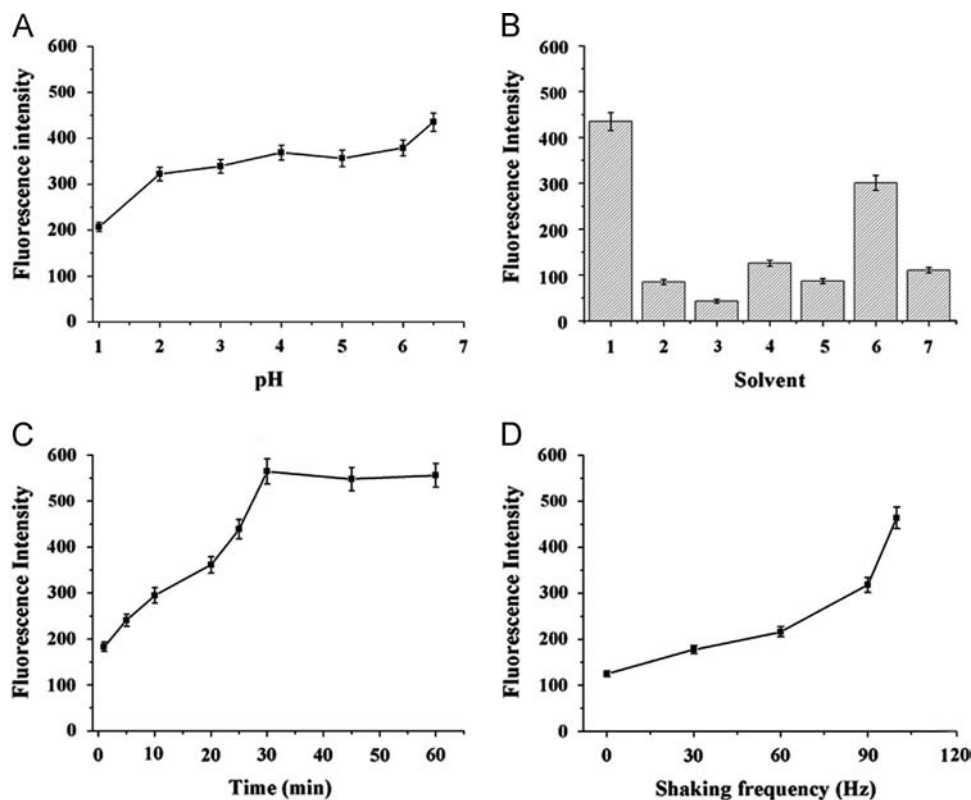 A
600
500
400
300
200
100
0
Fluorescence intensity
1 2 3 4 5 6 7
pH
B
600
500
400
300
200
100
0
Fluorescence Intensity
1 2 3 4 5 6 7
Solvent
C
600
500
400
300
200
100
0
Fluorescence Intensity
0 10 20 30 40 50 60
Time (min)
D
600
500
400
300
200
100
0
Fluorescence Intensity
0 30 60 90 120
Shaking frequency (Hz)